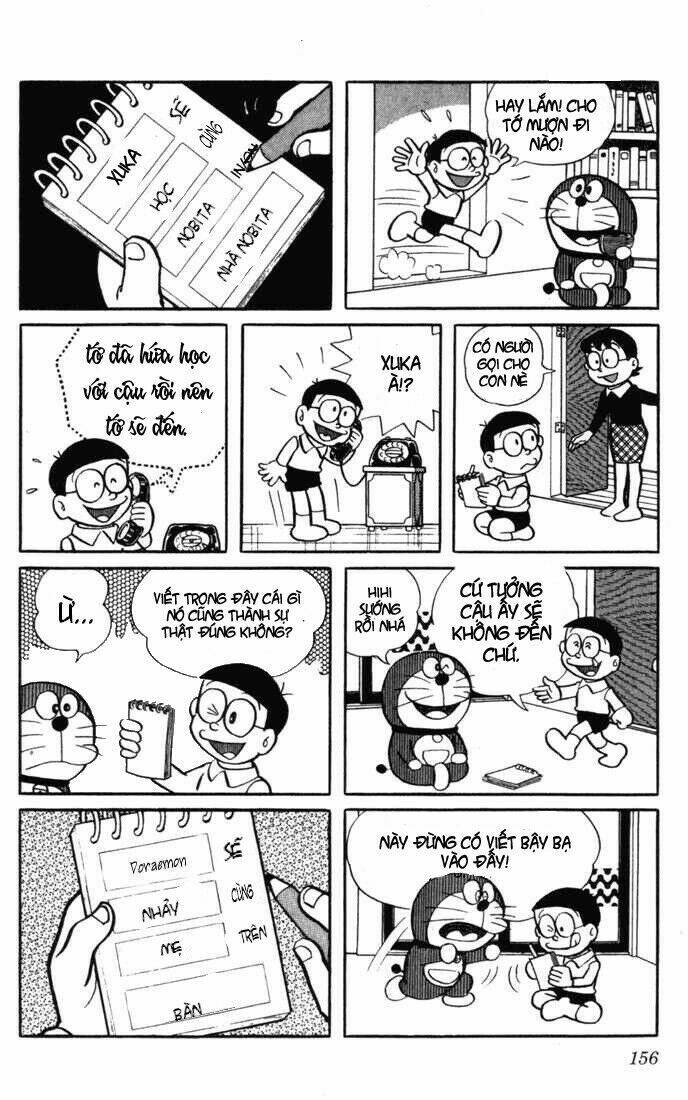 HAY LẮM! CHO
TỚ MƯỢN ĐI
NÀO!
XUKA
SẼ
HỌC
CÙNG
NOBITA
NHÀ NOBITA
CÓ NGƯỜI
GỌI CHO
CON NÈ
XUKA
À!?
tớ đã hứa học
với cậu rồi nên
tớ sẽ đến.
CỨ TƯỞNG
CẬU ẤY SẼ
KHÔNG ĐẾN
CHỨ.
HIHI
SƯỚNG
RỒI NHÁ
VIẾT TRONG ĐÂY CÁI GÌ
NÓ CŨNG THÀNH SỰ
THẬT ĐÚNG KHÔNG?
Ừ...
NÀY ĐỪNG CÓ VIẾT BẬY BẠ
VÀO ĐẤY!
Doraemon
SẼ
NHẢY
CÙNG
MẸ
TRÊN
BÀN
156